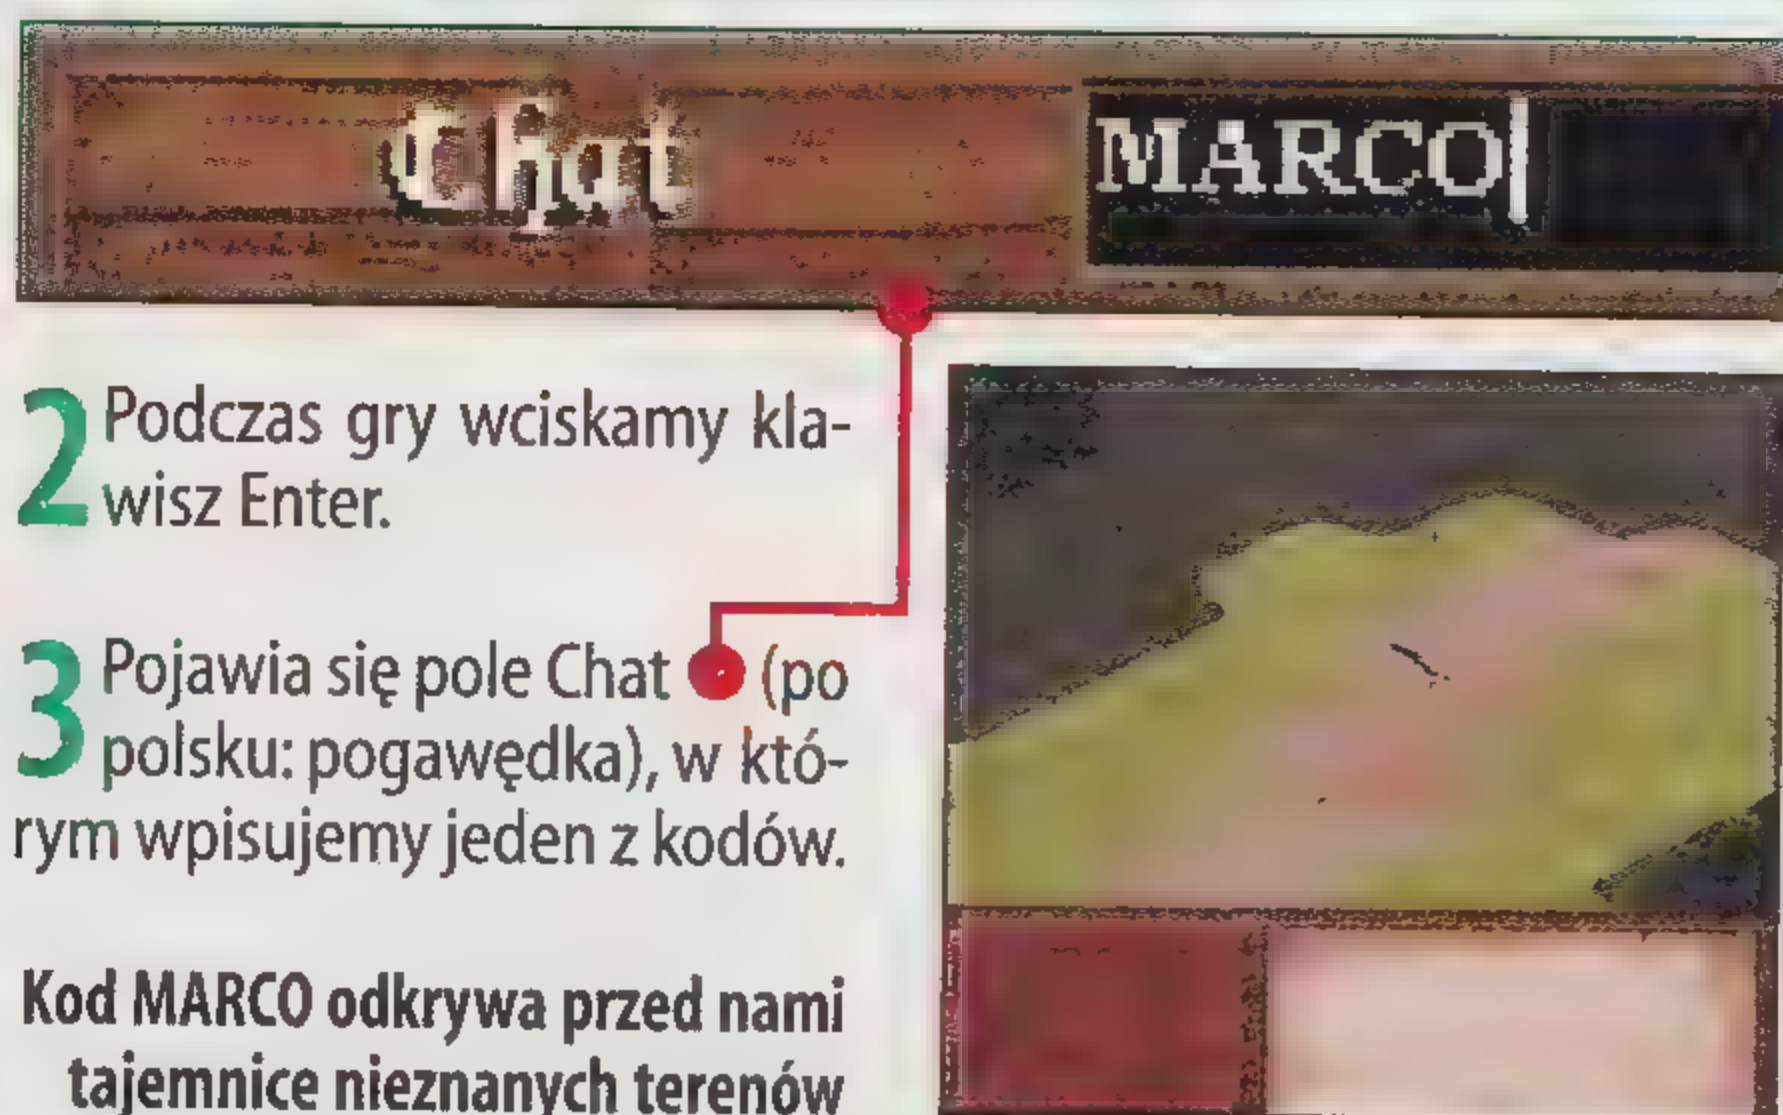 Chat MARCO
2 Podczas gry wciskamy kla-
wisz Enter.
3 Pojawia się pole Chat (po
polsku: pogawędka), w któ-
rym wpisujemy jeden z kodów.
Kod MARCO odkrywa przed nami
tajemnice nieznanych terenów